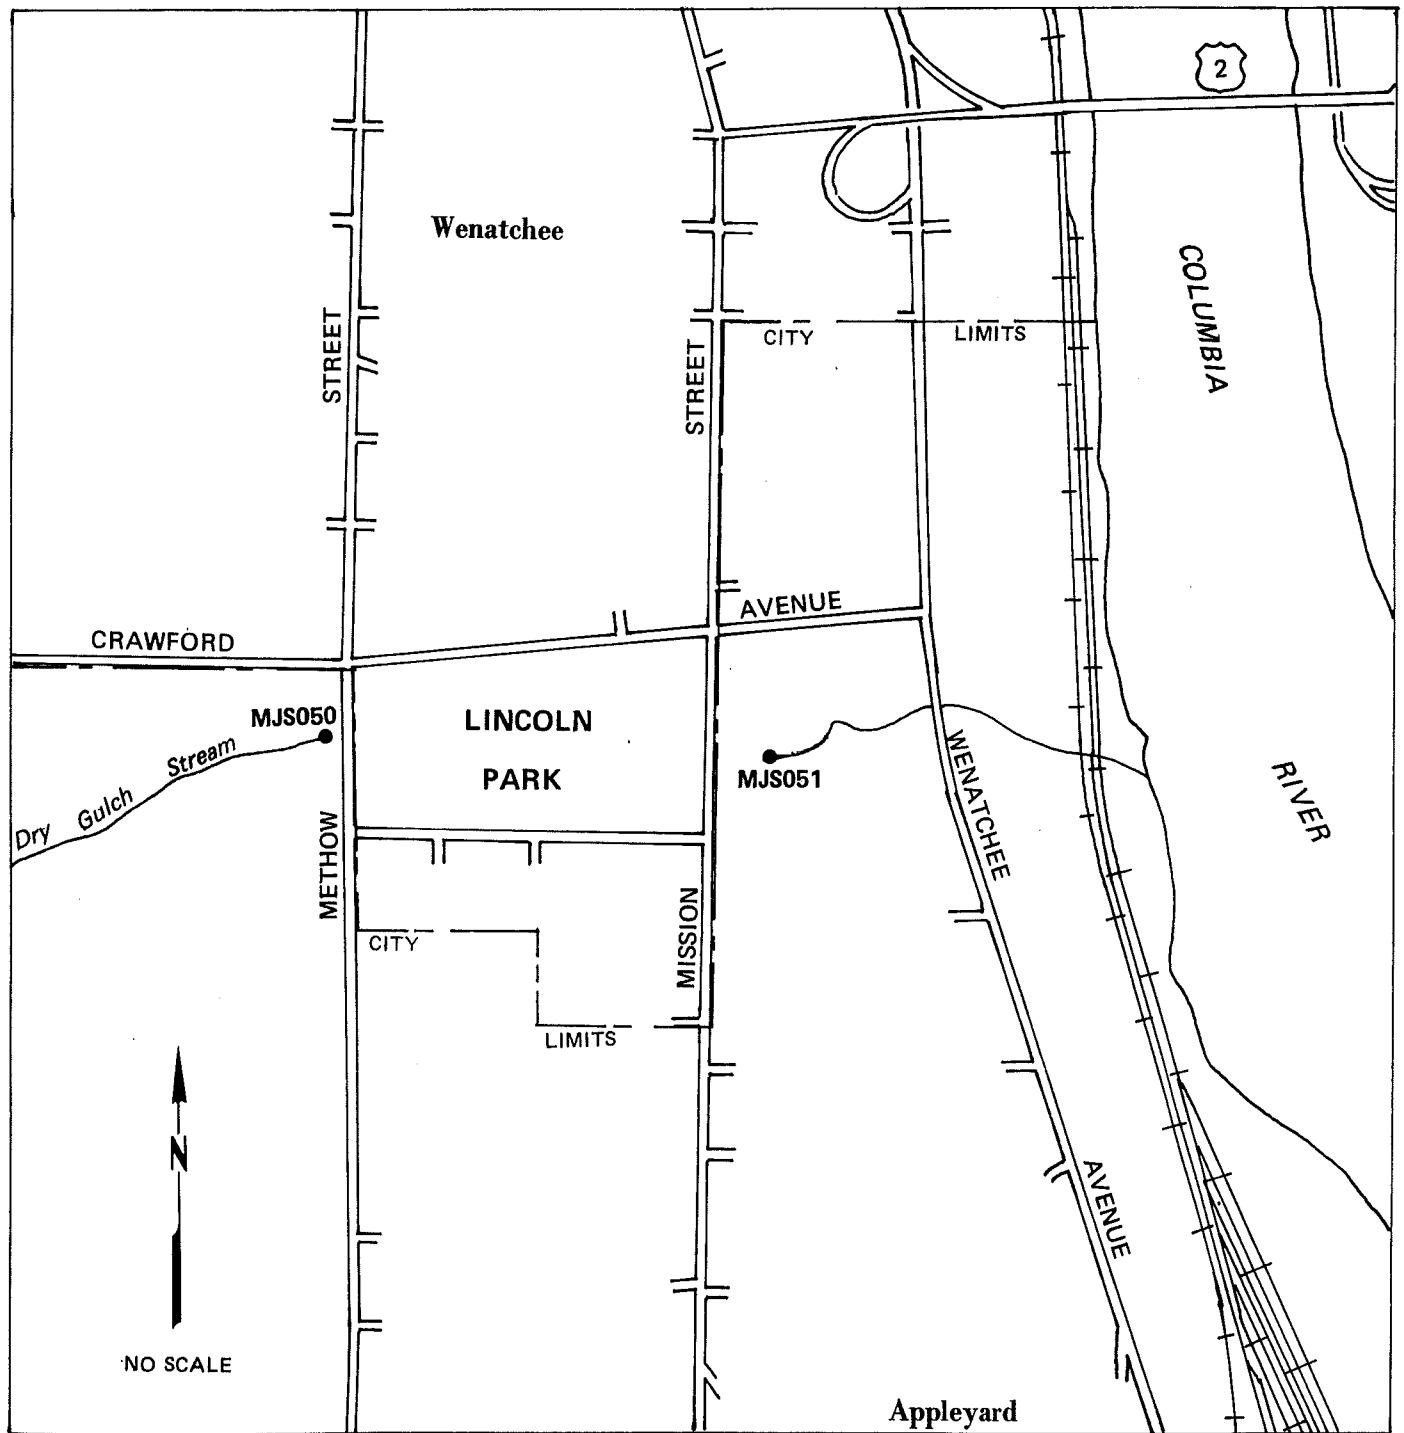 2
Wenatchee
COLUMBIA
STREET
STREET
CITY
LIMITS
AVENUE
CRAWFORD
MJS050
LINCOLN
PARK
MJS051
Dry Gulch Stream
WENATCHEE
RIVER
METHOW
MISSION
CITY
LIMITS
N
AVENUE
NO SCALE
Appleyard